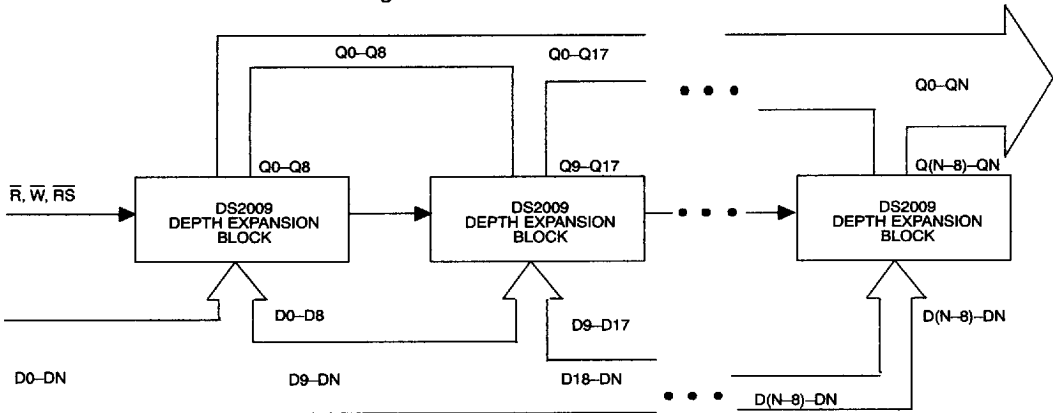 Q0–Q8
Q0–Q17
Q0–QN
Q0–Q8
Q9–Q17
Q(N–8)–QN
R̅, W̅, R̅S̅
DS2009
DEPTH EXPANSION
BLOCK
DS2009
DEPTH EXPANSION
BLOCK
DS2009
DEPTH EXPANSION
BLOCK
D0–D8
D9–D17
D(N–8)–DN
D0–DN
D9–DN
D18–DN
D(N–8)–DN